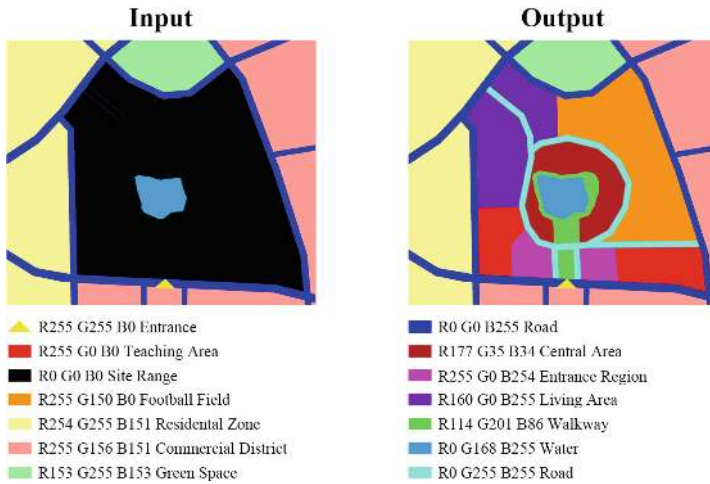 Input
Output
R255 G255 B0 Entrance
R255 G0 B0 Teaching Area
R0 G0 B0 Site Range
R255 G150 B0 Football Field
R254 G255 B151 Residental Zone
R255 G156 B151 Commercial District
R153 G255 B153 Green Space
R0 G0 B255 Road
R177 G35 B34 Central Area
R255 G0 B254 Entrance Region
R160 G0 B255 Living Area
R114 G201 B86 Walkway
R0 G168 B255 Water
R0 G255 B255 Road